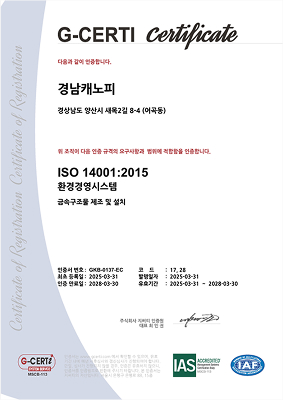 G-CERTI Certificate
다음과 같이 인증합니다.
경남캐노피
경상남도 양산시 새목2길 8-4 (어곡동)
위 조직이 다음 인증 규격의 요구사항과 범위에 적합함을 인증합니다.
ISO 14001:2015
환경경영시스템
금속구조물 제조 및 설치
인증서 번호 : GKB-0137-EC 코 드 : 17, 28
최초 등록일 : 2025-03-31 발행일자 : 2025-03-31
인증 만료일 : 2028-03-30 유효기간 : 2025-03-31 ~ 2028-03-30
주식회사 지써티 인증원
Certificate of Registration Certificate of Registration
G-CERTI
MSCB-113
IAS ACCREDITED
IAF